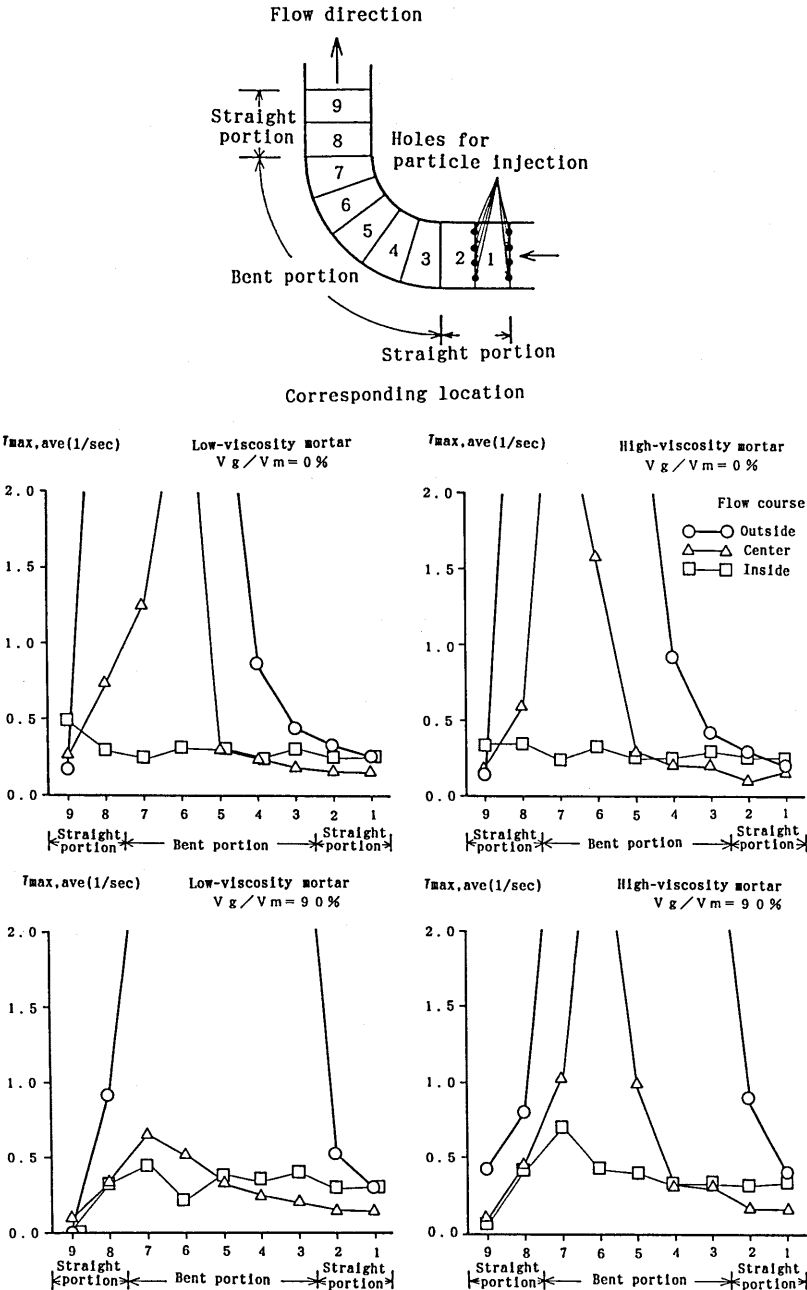 Flow direction
9
Straight
portion
8
Holes for
particle injection
7
6
5
4
3
2
1
Bent portion
Straight portion
Corresponding location
γmax,ave(1/sec)
Low-viscosity mortar
Vg/Vm=0%
2.0
1.5
1.0
0.5
0.0
9 8 7 6 5 4 3 2 1
Straight
portion
Bent portion
Straight
portion
γmax,ave(1/sec)
High-viscosity mortar
Vg/Vm=0%
Flow course
Outside
Center
Inside
2.0
1.5
1.0
0.5
0.0
9 8 7 6 5 4 3 2 1
Straight
portion
Bent portion
Straight
portion
γmax,ave(1/sec)
Low-viscosity mortar
Vg/Vm=90%
2.0
1.5
1.0
0.5
0.0
9 8 7 6 5 4 3 2 1
Straight
portion
Bent portion
Straight
portion
γmax,ave(1/sec)
High-viscosity mortar
Vg/Vm=90%
2.0
1.5
1.0
0.5
0.0
9 8 7 6 5 4 3 2 1
Straight
portion
Bent portion
Straight
portion